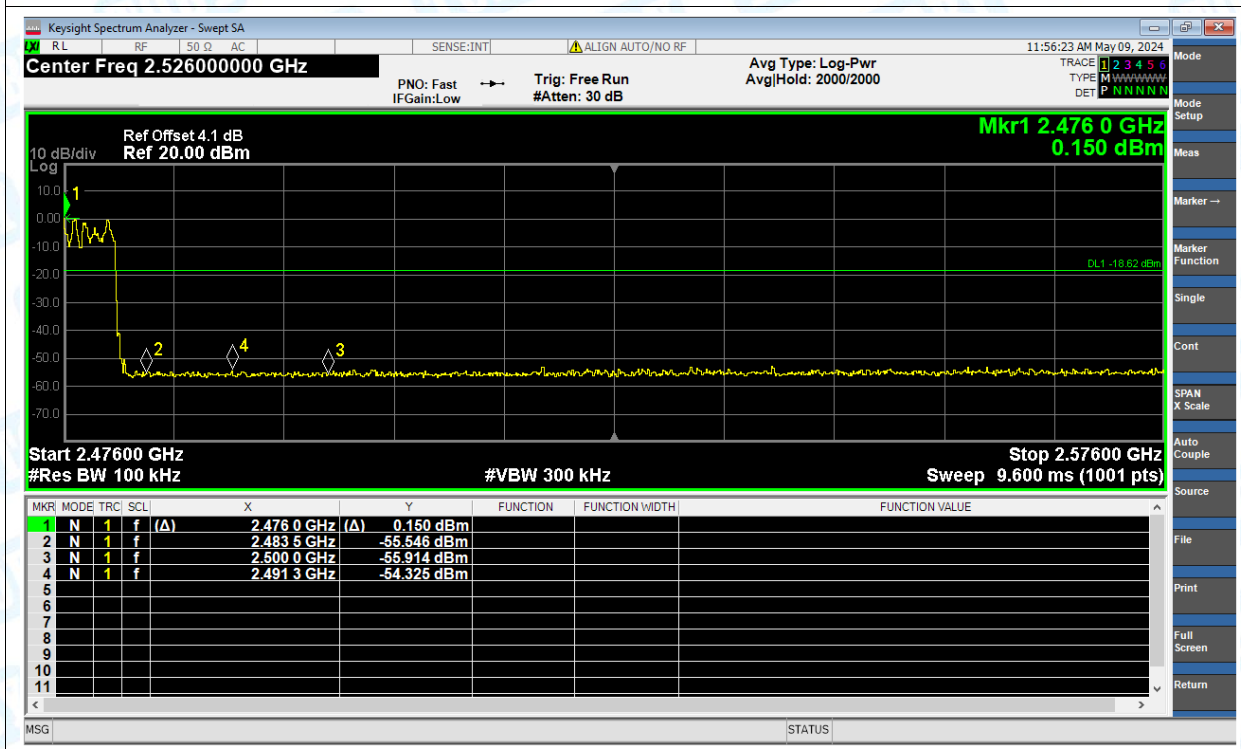 Keysight Spectrum Analyzer - Swept SA
LXI RL RF 50 Ω AC SENSE:INT ALIGN AUTO/NO RF 11:56:23 AM May 09, 2024
Center Freq 2.526000000 GHz
PNO: Fast
IFGain:Low
Trig: Free Run
#Atten: 30 dB
Avg Type: Log-Pwr
Avg|Hold: 2000/2000
TRACE 1 2 3 4 5 6
TYPE M WWWWW
DET P N N N N N
Mkr1 2.476 0 GHz
0.150 dBm
Ref Offset 4.1 dB
10 dB/div Ref 20.00 dBm
Log
10.0
0.00
-10.0
-20.0
-30.0
-40.0
-50.0
-60.0
-70.0
1
2
4
3
DL1 -18.62 dBm
Start 2.47600 GHz Stop 2.57600 GHz
#Res BW 100 kHz #VBW 300 kHz Sweep 9.600 ms (1001 pts)
MKR MODE TRC SCL X Y FUNCTION FUNCTION WIDTH FUNCTION VALUE
1 N 1 f (Δ) 2.476 0 GHz (Δ) 0.150 dBm
2 N 1 f 2.483 5 GHz -55.546 dBm
3 N 1 f 2.500 0 GHz -55.914 dBm
4 N 1 f 2.491 3 GHz -54.325 dBm
5
6
7
8
9
10
11
MSG STATUS
Mode
Mode
Setup
Meas
Marker →
Marker
Function
Single
Cont
SPAN
X Scale
Auto
Couple
Source
File
Print
Full
Screen
Return